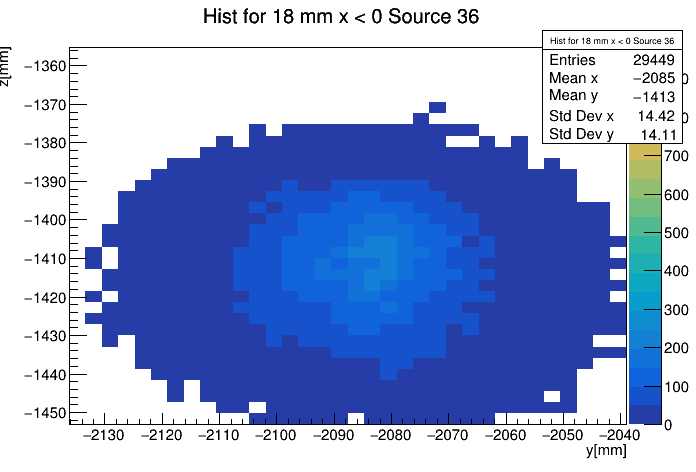 Hist for 18 mm x < 0 Source 36
z[mm]
Hist for 18 mm x < 0 Source 36
Entries 29449
Mean x −2085
Mean y −1413
Std Dev x 14.42
Std Dev y 14.11
−1360
−1370
−1380
−1390
−1400
−1410
−1420
−1430
−1440
−1450
0
0
700
600
500
400
300
200
100
0
−2130 −2120 −2110 −2100 −2090 −2080 −2070 −2060 −2050 −2040
y[mm]